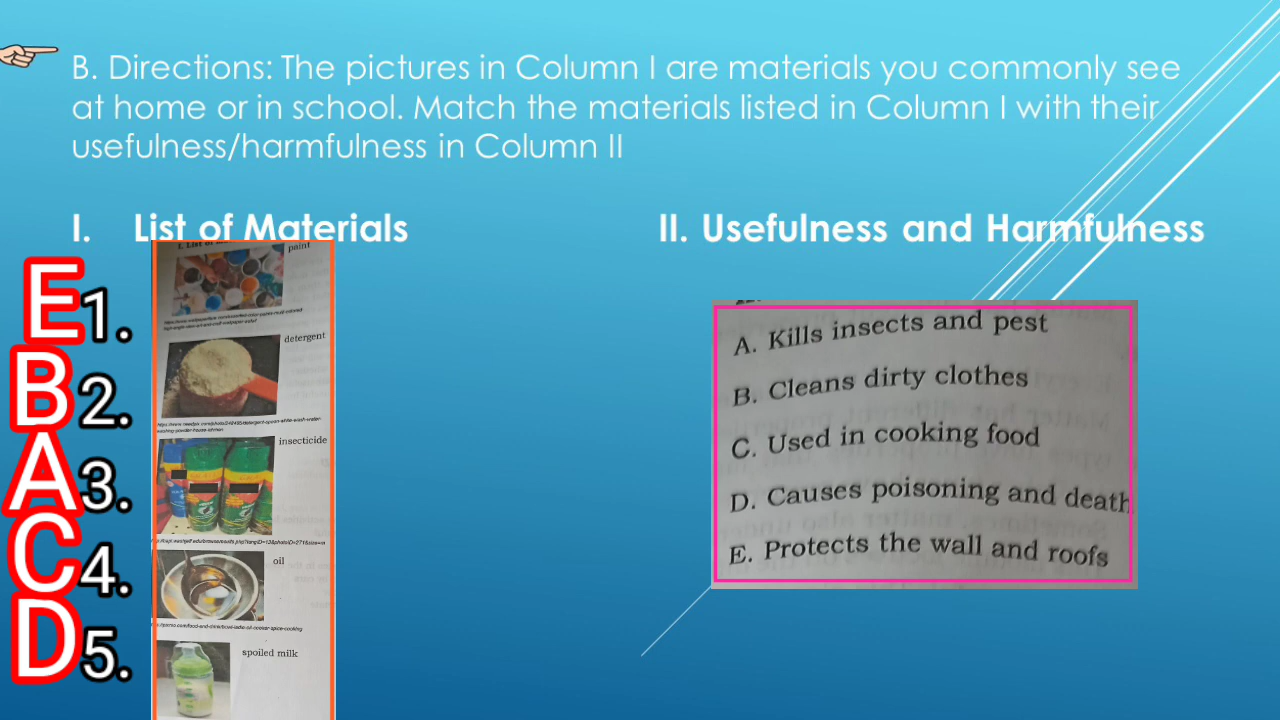 B. Directions: The pictures in Column I are materials you commonly see
at home or in school. Match the materials listed in Column I with their
usefulness/harmfulness in Column II
I. List of Materials
II. Usefulness and Harmfulness
E 1.
B 2.
A 3.
C 4.
D 5.
paint
detergent
insecticide
oil
spoiled milk
A. Kills insects and pest
B. Cleans dirty clothes
C. Used in cooking food
D. Causes poisoning and death
E. Protects the wall and roofs